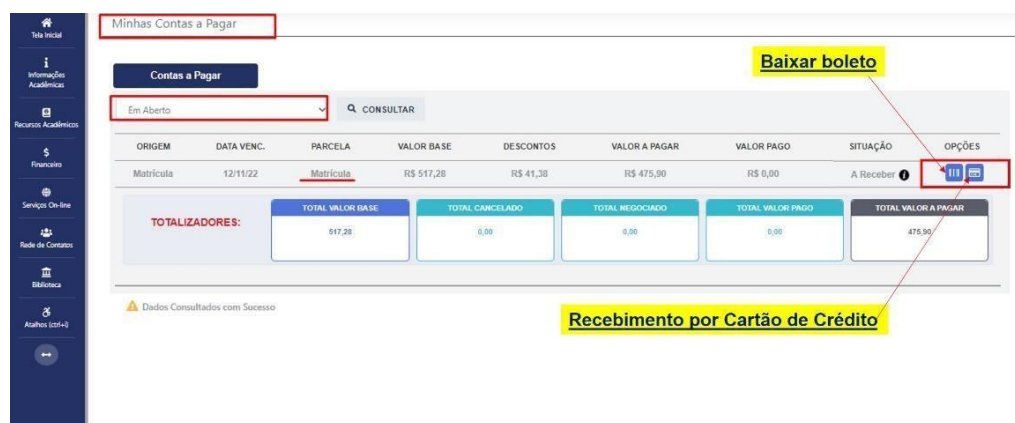 Tela Inicial
Informações
Acadêmicas
Recursos Acadêmicos
Financeiro
Serviços On-line
Rede de Contatos
Biblioteca
Atalhos (ctrl+i)
Minhas Contas a Pagar
Baixar boleto
Contas a Pagar
Em Aberto
CONSULTAR
ORIGEM DATA VENC. PARCELA VALOR BASE DESCONTOS VALOR A PAGAR VALOR PAGO SITUAÇÃO OPÇÕES
Matrícula 12/11/22 Matrícula R$ 517,28 R$ 41,38 R$ 475,90 R$ 0,00 A Receber
TOTALIZADORES:
TOTAL VALOR BASE TOTAL CANCELADO TOTAL NEGOCIADO TOTAL VALOR PAGO TOTAL VALOR A PAGAR
517,28 0,00 0,00 0,00 475,90
Dados Consultados com Sucesso
Recebimento por Cartão de Crédito